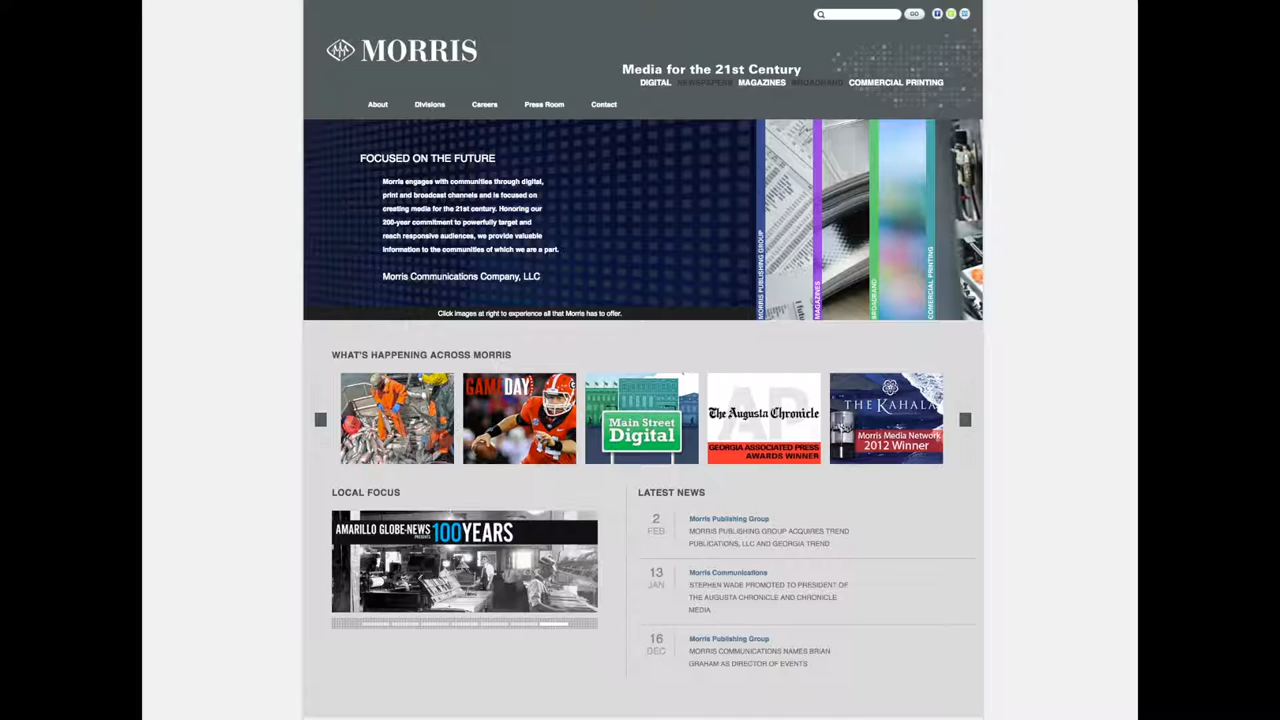 GO
MORRIS
Media for the 21st Century
DIGITAL NEWSPAPERS MAGAZINES BROADBAND COMMERCIAL PRINTING
About Divisions Careers Press Room Contact
FOCUSED ON THE FUTURE
Morris engages with communities through digital,
print and broadcast channels and is focused on
creating media for the 21st century. Honoring our
200-year commitment to powerfully target and
reach responsive audiences, we provide valuable
information to the communities of which we are a part.
Morris Communications Company, LLC
Click images at right to experience all that Morris has to offer.
MORRIS PUBLISHING GROUP
MAGAZINES
BROADBAND
COMERCIAL PRINTING
WHAT'S HAPPENING ACROSS MORRIS
GAMEDAY
Main Street
Digital
AP
The Augusta Chronicle
GEORGIA ASSOCIATED PRESS
AWARDS WINNER
THE KAHALA
Morris Media Network
2012 Winner
LOCAL FOCUS
AMARILLO GLOBE-NEWS
PRESENTS
100YEARS
LATEST NEWS
2
FEB
Morris Publishing Group
MORRIS PUBLISHING GROUP ACQUIRES TREND
PUBLICATIONS, LLC AND GEORGIA TREND
13
JAN
Morris Communications
STEPHEN WADE PROMOTED TO PRESIDENT OF
THE AUGUSTA CHRONICLE AND CHRONICLE
MEDIA
16
DEC
Morris Publishing Group
MORRIS COMMUNICATIONS NAMES BRIAN
GRAHAM AS DIRECTOR OF EVENTS